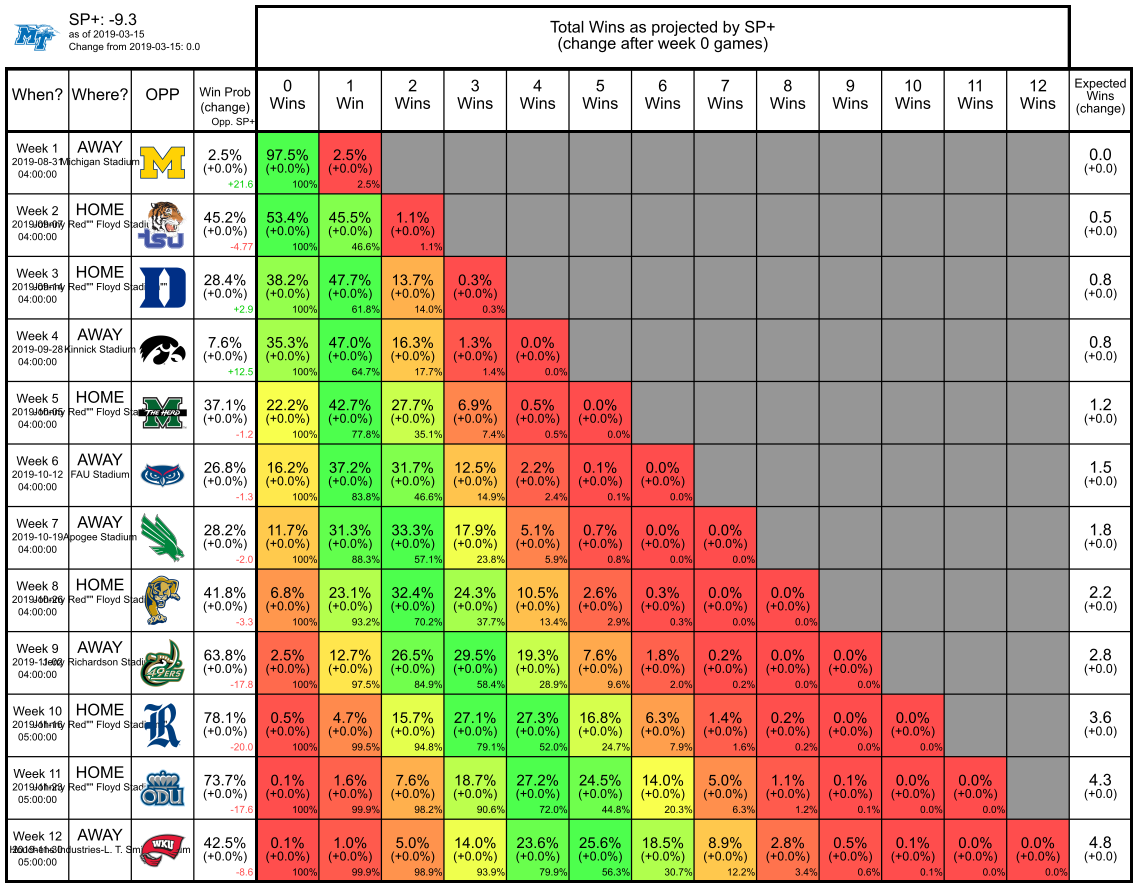 SP+: -9.3
as of 2019-03-15
Change from 2019-03-15: 0.0
Total Wins as projected by SP+
(change after week 0 games)
When? Where? OPP Win Prob (change) Opp. SP+ 0 Wins 1 Win 2 Wins 3 Wins 4 Wins 5 Wins 6 Wins 7 Wins 8 Wins 9 Wins 10 Wins 11 Wins 12 Wins Expected Wins (change)
Week 1 AWAY 2.5% 97.5% 2.5% 0.0
2019-08-31 Michigan Stadium M (+0.0%) (+0.0%) (+0.0%) (+0.0)
04:00:00 +21.6 100% 2.5%
Week 2 HOME 45.2% 53.4% 45.5% 1.1% 0.5
Red"" Floyd tsu (+0.0%) (+0.0%) (+0.0%) (+0.0%) (+0.0)
04:00:00 -4.77 100% 46.6% 1.1%
Week 3 HOME 28.4% 38.2% 47.7% 13.7% 0.3% 0.8
Red"" Floyd D (+0.0%) (+0.0%) (+0.0%) (+0.0%) (+0.0%) (+0.0)
04:00:00 +2.9 100% 61.8% 14.0% 0.3%
Week 4 AWAY 7.6% 35.3% 47.0% 16.3% 1.3% 0.0% 0.8
2019-09-28 Kinnick Stadium (+0.0%) (+0.0%) (+0.0%) (+0.0%) (+0.0%) (+0.0%) (+0.0)
04:00:00 +12.5 100% 64.7% 17.7% 1.4% 0.0%
Week 5 HOME 37.1% 22.2% 42.7% 27.7% 6.9% 0.5% 0.0% 1.2
Red"" Floyd THE HERD (+0.0%) (+0.0%) (+0.0%) (+0.0%) (+0.0%) (+0.0%) (+0.0%) (+0.0)
04:00:00 -1.2 100% 77.8% 35.1% 7.4% 0.5% 0.0%
Week 6 AWAY 26.8% 16.2% 37.2% 31.7% 12.5% 2.2% 0.1% 0.0% 1.5
2019-10-12 FAU Stadium (+0.0%) (+0.0%) (+0.0%) (+0.0%) (+0.0%) (+0.0%) (+0.0%) (+0.0%) (+0.0)
04:00:00 -1.3 100% 83.8% 46.6% 14.9% 2.4% 0.1% 0.0%
Week 7 AWAY 28.2% 11.7% 31.3% 33.3% 17.9% 5.1% 0.7% 0.0% 0.0% 1.8
2019-10-19 Apogee Stadium (+0.0%) (+0.0%) (+0.0%) (+0.0%) (+0.0%) (+0.0%) (+0.0%) (+0.0%) (+0.0%) (+0.0)
04:00:00 -2.0 100% 88.3% 57.1% 23.8% 5.9% 0.8% 0.0% 0.0%
Week 8 HOME 41.8% 6.8% 23.1% 32.4% 24.3% 10.5% 2.6% 0.3% 0.0% 0.0% 2.2
Red"" Floyd (+0.0%) (+0.0%) (+0.0%) (+0.0%) (+0.0%) (+0.0%) (+0.0%) (+0.0%) (+0.0%) (+0.0%) (+0.0)
04:00:00 -3.3 100% 93.2% 70.2% 37.7% 13.4% 2.9% 0.3% 0.0% 0.0%
Week 9 AWAY 63.8% 2.5% 12.7% 26.5% 29.5% 19.3% 7.6% 1.8% 0.2% 0.0% 0.0% 2.8
Richardson 49ERS (+0.0%) (+0.0%) (+0.0%) (+0.0%) (+0.0%) (+0.0%) (+0.0%) (+0.0%) (+0.0%) (+0.0%) (+0.0%) (+0.0)
04:00:00 -17.8 100% 97.5% 84.9% 58.4% 28.9% 9.6% 2.0% 0.2% 0.0% 0.0%
Week 10 HOME 78.1% 0.5% 4.7% 15.7% 27.1% 27.3% 16.8% 6.3% 1.4% 0.2% 0.0% 0.0% 3.6
Red"" Floyd R (+0.0%) (+0.0%) (+0.0%) (+0.0%) (+0.0%) (+0.0%) (+0.0%) (+0.0%) (+0.0%) (+0.0%) (+0.0%) (+0.0%) (+0.0)
05:00:00 -20.0 100% 99.5% 94.8% 79.1% 52.0% 24.7% 7.9% 1.6% 0.2% 0.0% 0.0%
Week 11 HOME 73.7% 0.1% 1.6% 7.6% 18.7% 27.2% 24.5% 14.0% 5.0% 1.1% 0.1% 0.0% 0.0% 4.3
Red"" Floyd ODU (+0.0%) (+0.0%) (+0.0%) (+0.0%) (+0.0%) (+0.0%) (+0.0%) (+0.0%) (+0.0%) (+0.0%) (+0.0%) (+0.0%) (+0.0%) (+0.0)
05:00:00 -17.6 100% 99.9% 98.2% 90.6% 72.0% 44.8% 20.3% 6.3% 1.2% 0.1% 0.0% 0.0%
Week 12 AWAY 42.5% 0.1% 1.0% 5.0% 14.0% 23.6% 25.6% 18.5% 8.9% 2.8% 0.5% 0.1% 0.0% 0.0% 4.8
L. T. WKU (+0.0%) (+0.0%) (+0.0%) (+0.0%) (+0.0%) (+0.0%) (+0.0%) (+0.0%) (+0.0%) (+0.0%) (+0.0%) (+0.0%) (+0.0%) (+0.0%) (+0.0)
05:00:00 -8.6 100% 99.9% 98.9% 93.9% 79.9% 56.3% 30.7% 12.2% 3.4% 0.6% 0.1% 0.0% 0.0%